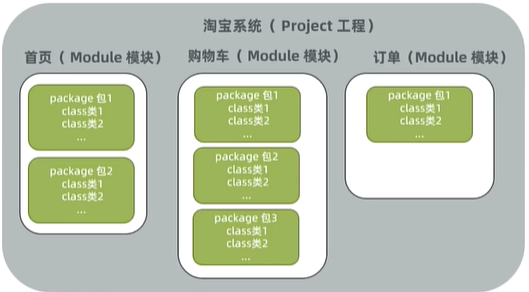 淘宝系统（ Project 工程）
首页（ Module 模块）
package 包1
class类1
class类2
...
package 包2
class类1
class类2
...
购物车（ Module 模块）
package 包1
class类1
class类2
...
package 包2
class类1
class类2
...
package 包3
class类1
class类2
...
订单（Module 模块）
package 包1
class类1
class类2
...